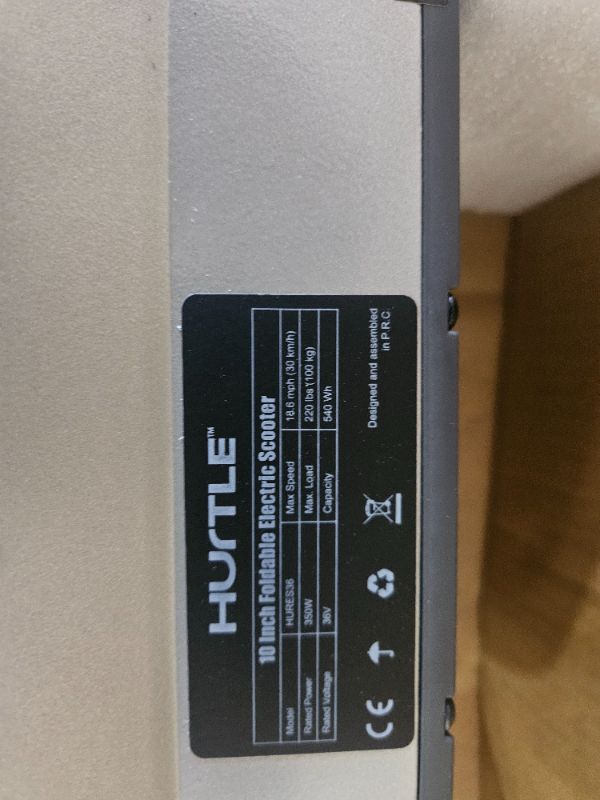 HURTLE™
10 Inch Foldable Electric Scooter
Model HURES36 Max Speed 18.6 mph (30 km/h)
Rated Power 350W Max. Load 220 lbs (100 kg)
Rated Voltage 36V Capacity 540 Wh
CE
Designed and assembled
in P.R.C.